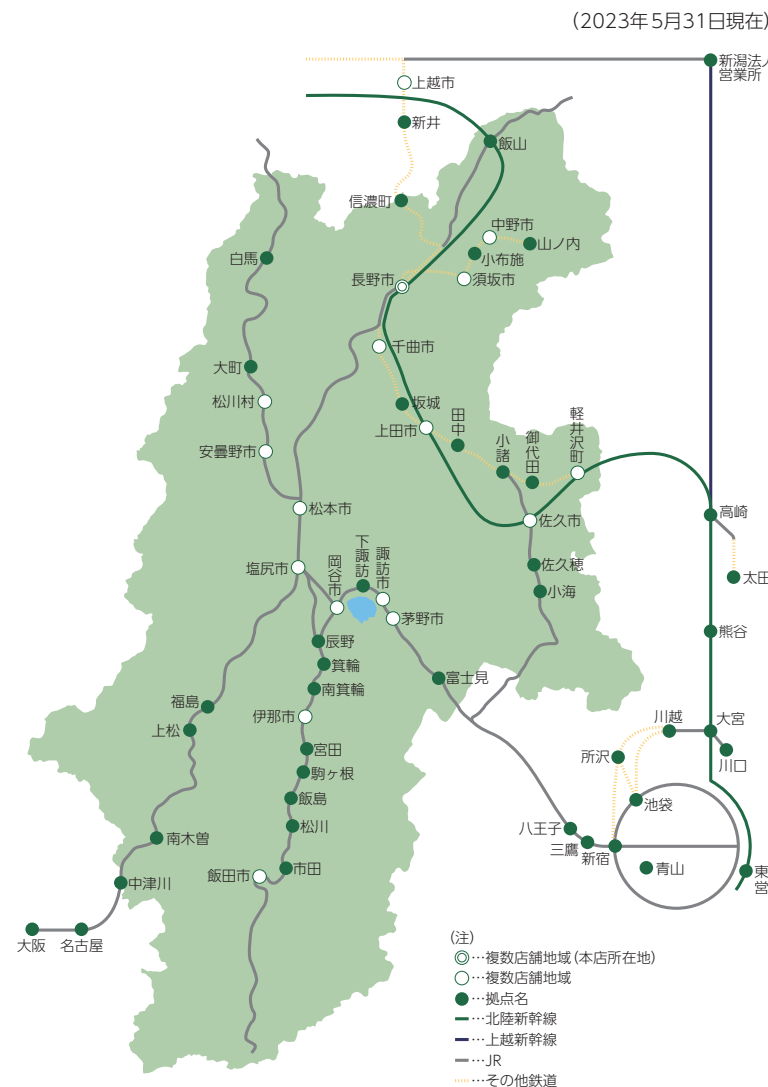 (2023年5月31日現在)
新潟法人
営業所
上越市
新井
飯山
信濃町
中野市
山ノ内
小布施
白馬
長野市
須坂市
千曲市
大町
松川村
坂城
田中
上田市
安曇野市
小諸
御代田
軽井沢町
松本市
佐久市
高崎
塩尻市
岡谷市
下諏訪
諏訪市
佐久穂
太田
小海
茅野市
辰野
熊谷
箕輪
南箕輪
富士見
福島
伊那市
上松
川越
大宮
宮田
所沢
川口
駒ヶ根
飯島
池袋
松川
八王子
南木曽
三鷹
新宿
市田
飯田市
青山
東
営
中津川
大阪
名古屋
(注)
◎…複数店舗地域(本店所在地)
○…複数店舗地域
●…拠点名
…北陸新幹線
…上越新幹線
…JR
…その他鉄道